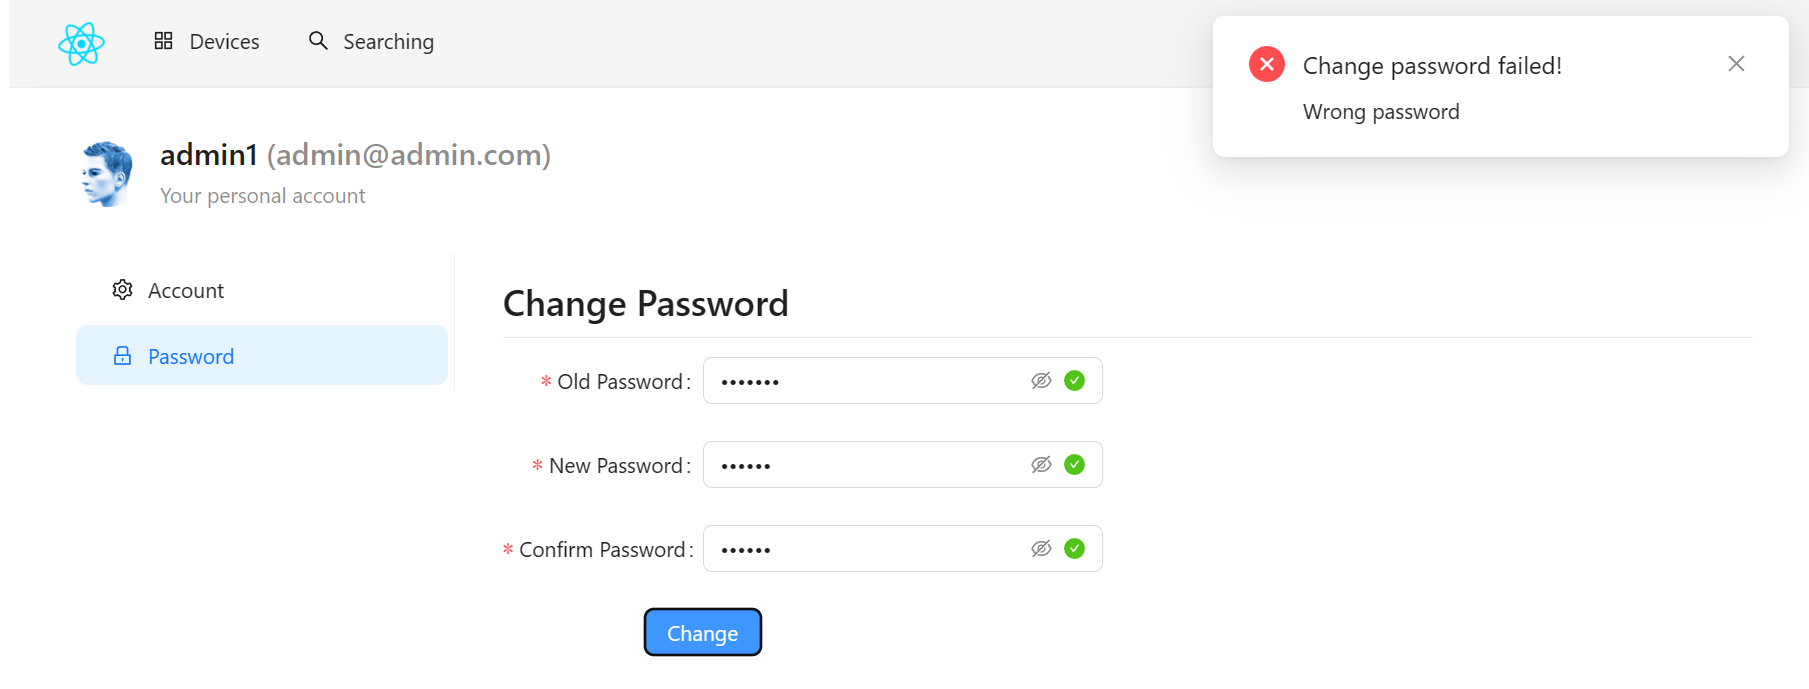 Devices
Searching
Change password failed!
Wrong password
admin1 (admin@admin.com)
Your personal account
Account
Password
Change Password
* Old Password: •••••••
* New Password: ••••••
* Confirm Password: ••••••
Change